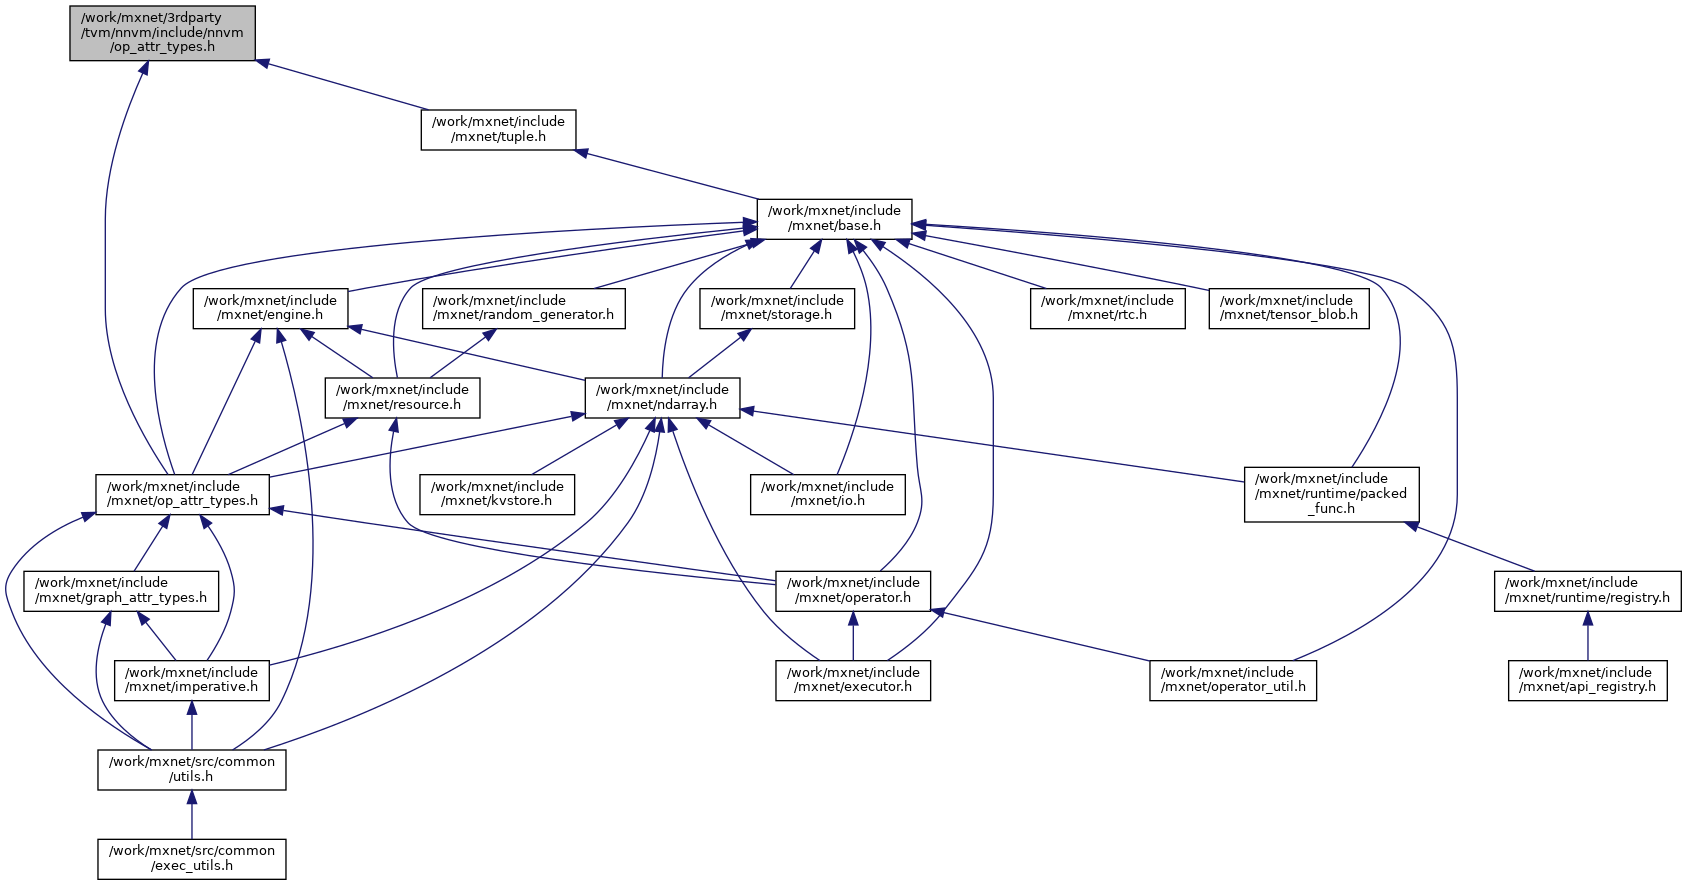 /work/mxnet/3rdparty
/tvm/nnvm/include/nnvm
/op_attr_types.h
/work/mxnet/include
/mxnet/tuple.h
/work/mxnet/include
/mxnet/base.h
/work/mxnet/include
/mxnet/engine.h
/work/mxnet/include
/mxnet/random_generator.h
/work/mxnet/include
/mxnet/storage.h
/work/mxnet/include
/mxnet/rtc.h
/work/mxnet/include
/mxnet/tensor_blob.h
/work/mxnet/include
/mxnet/resource.h
/work/mxnet/include
/mxnet/ndarray.h
/work/mxnet/include
/mxnet/op_attr_types.h
/work/mxnet/include
/mxnet/kvstore.h
/work/mxnet/include
/mxnet/io.h
/work/mxnet/include
/mxnet/runtime/packed
_func.h
/work/mxnet/include
/mxnet/graph_attr_types.h
/work/mxnet/include
/mxnet/operator.h
/work/mxnet/include
/mxnet/runtime/registry.h
/work/mxnet/include
/mxnet/imperative.h
/work/mxnet/include
/mxnet/executor.h
/work/mxnet/include
/mxnet/operator_util.h
/work/mxnet/include
/mxnet/api_registry.h
/work/mxnet/src/common
/utils.h
/work/mxnet/src/common
/exec_utils.h